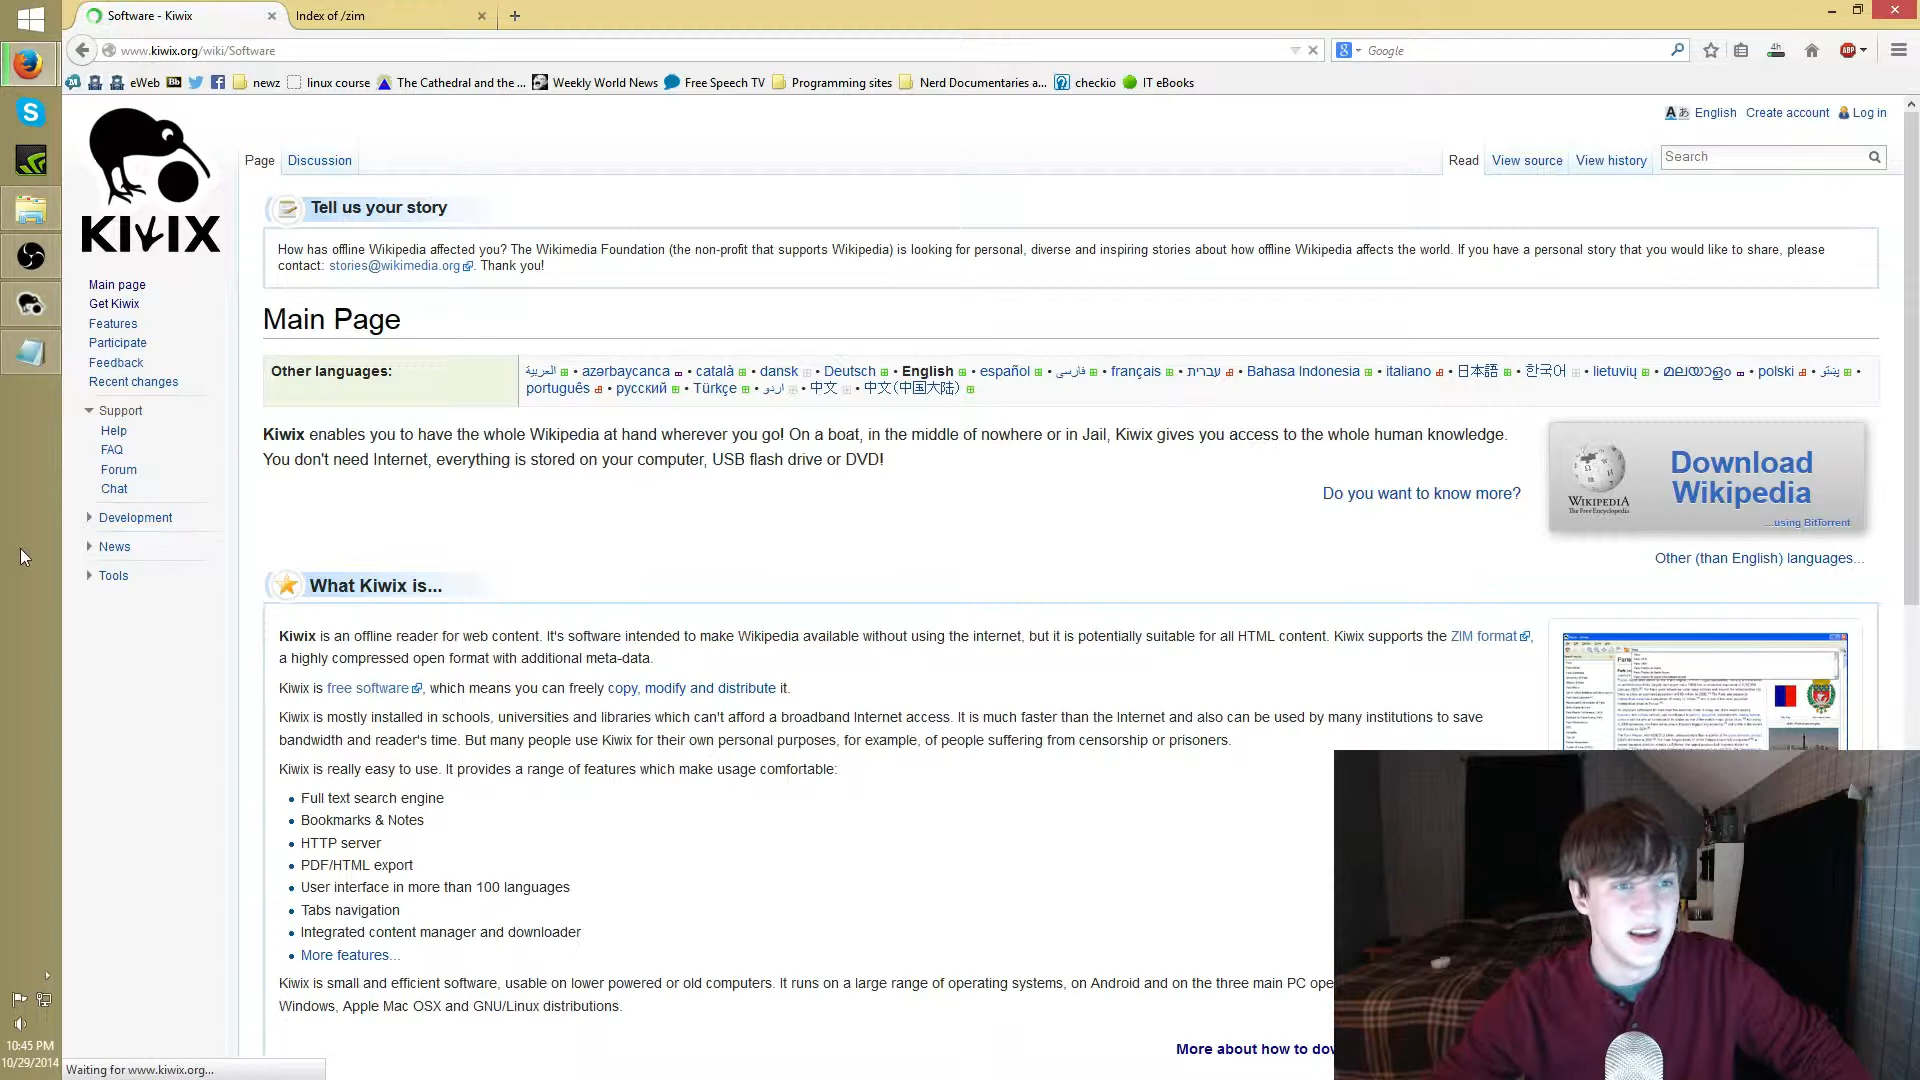 Software - Kiwix
Index of /zim
www.kiwix.org/wiki/Software
Google
4h
ABP
eWeb
Bb
newz
linux course
The Cathedral and the ...
Weekly World News
Free Speech TV
Programming sites
Nerd Documentaries a...
checkio
IT eBooks
English
Create account
Log in
KIWIX
Page
Discussion
Read
View source
View history
Search
Main page
Get Kiwix
Features
Participate
Feedback
Recent changes
Support
Help
FAQ
Forum
Chat
Development
News
Tools
Tell us your story
How has offline Wikipedia affected you? The Wikimedia Foundation (the non-profit that supports Wikipedia) is looking for personal, diverse and inspiring stories about how offline Wikipedia affects the world. If you have a personal story that you would like to share, please
contact: stories@wikimedia.org. Thank you!
Main Page
Other languages:
العربية • azərbaycanca • català • dansk • Deutsch • English • español • فارسی • français • עברית • Bahasa Indonesia • italiano • 日本語 • 한국어 • lietuvių • മലയാളം • polski • پښتو •
português • русский • Türkçe • اردو • 中文 • 中文(中国大陆)
Kiwix enables you to have the whole Wikipedia at hand wherever you go! On a boat, in the middle of nowhere or in Jail, Kiwix gives you access to the whole human knowledge.
You don't need Internet, everything is stored on your computer, USB flash drive or DVD!
Do you want to know more?
WIKIPEDIA
The Free Encyclopedia
Download
Wikipedia
...using BitTorrent
Other (than English) languages...
What Kiwix is...
Kiwix is an offline reader for web content. It's software intended to make Wikipedia available without using the internet, but it is potentially suitable for all HTML content. Kiwix supports the ZIM format,
a highly compressed open format with additional meta-data.
Kiwix is free software, which means you can freely copy, modify and distribute it.
Kiwix is mostly installed in schools, universities and libraries which can't afford a broadband Internet access. It is much faster than the Internet and also can be used by many institutions to save
bandwidth and reader's time. But many people use Kiwix for their own personal purposes, for example, of people suffering from censorship or prisoners.
Kiwix is really easy to use. It provides a range of features which make usage comfortable:
Full text search engine
Bookmarks & Notes
HTTP server
PDF/HTML export
User interface in more than 100 languages
Tabs navigation
Integrated content manager and downloader
More features...
Kiwix is small and efficient software, usable on lower powered or old computers. It runs on a large range of operating systems, on Android and on the three main PC ope
Windows, Apple Mac OSX and GNU/Linux distributions.
More about how to dov
10:45 PM
10/29/2014
Waiting for www.kiwix.org...